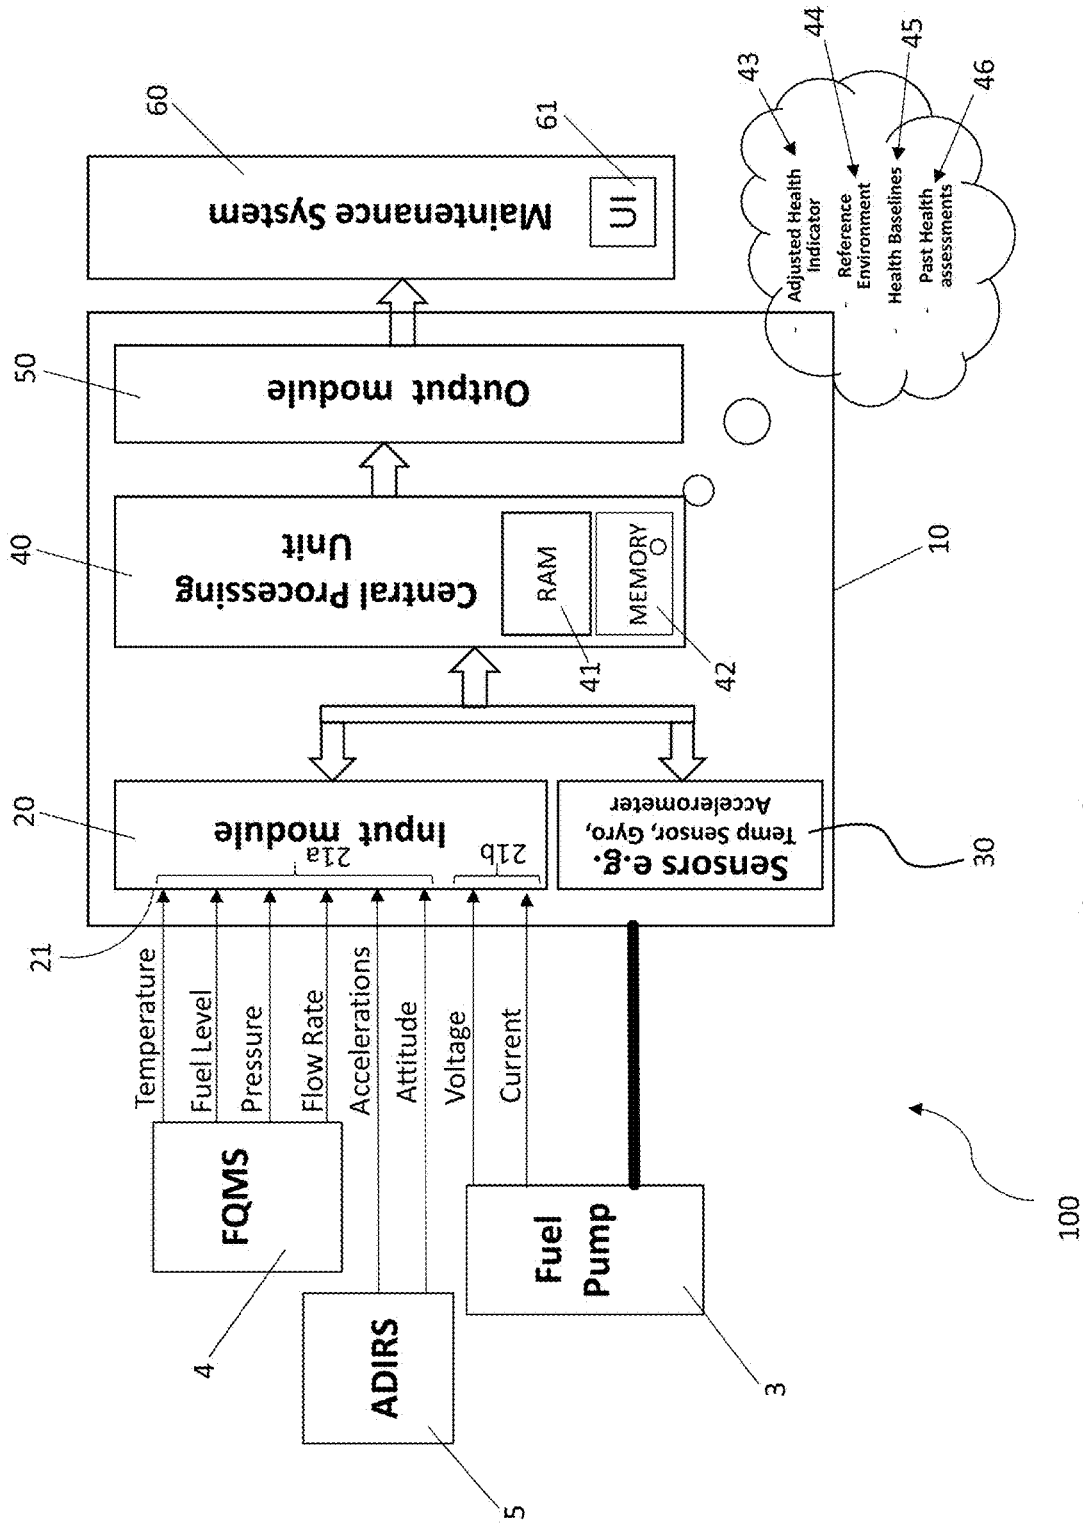 60
Maintenance System
UI
61
50
Output module
40
Central Processing
Unit
RAM
41
MEMORY
42
20
Input module
21
21a
21b
Sensors e.g.
Temp Sensor, Gyro,
Accelerometer
30
10
Temperature
Fuel Level
Pressure
Flow Rate
Accelerations
Attitude
Voltage
Current
FQMS
4
ADIRS
5
Fuel
Pump
3
100
43
Adjusted Health
Indicator
44
- Reference
Environment
45
- Health Baselines
46
- Past Health
assessments